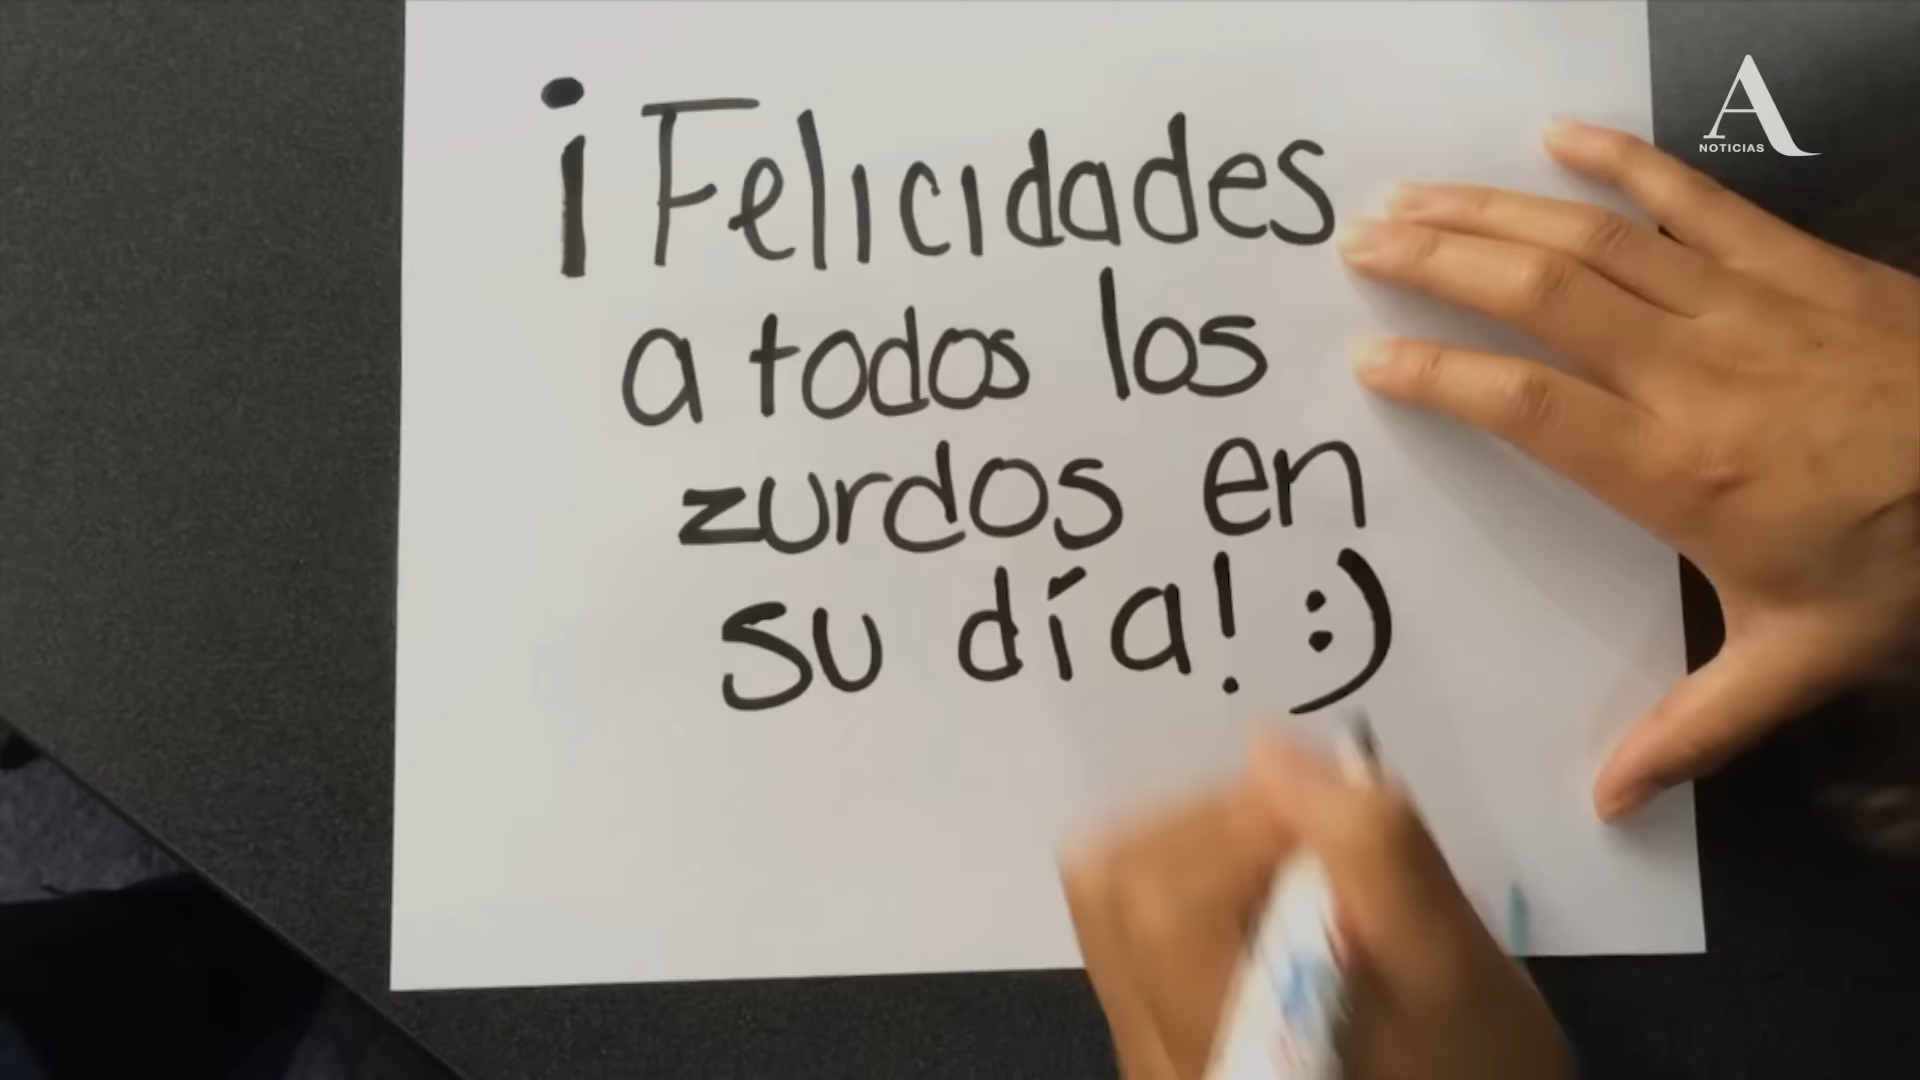 ¡Felicidades
a todos los
zurdos en
su día! :)
A
NOTICIAS